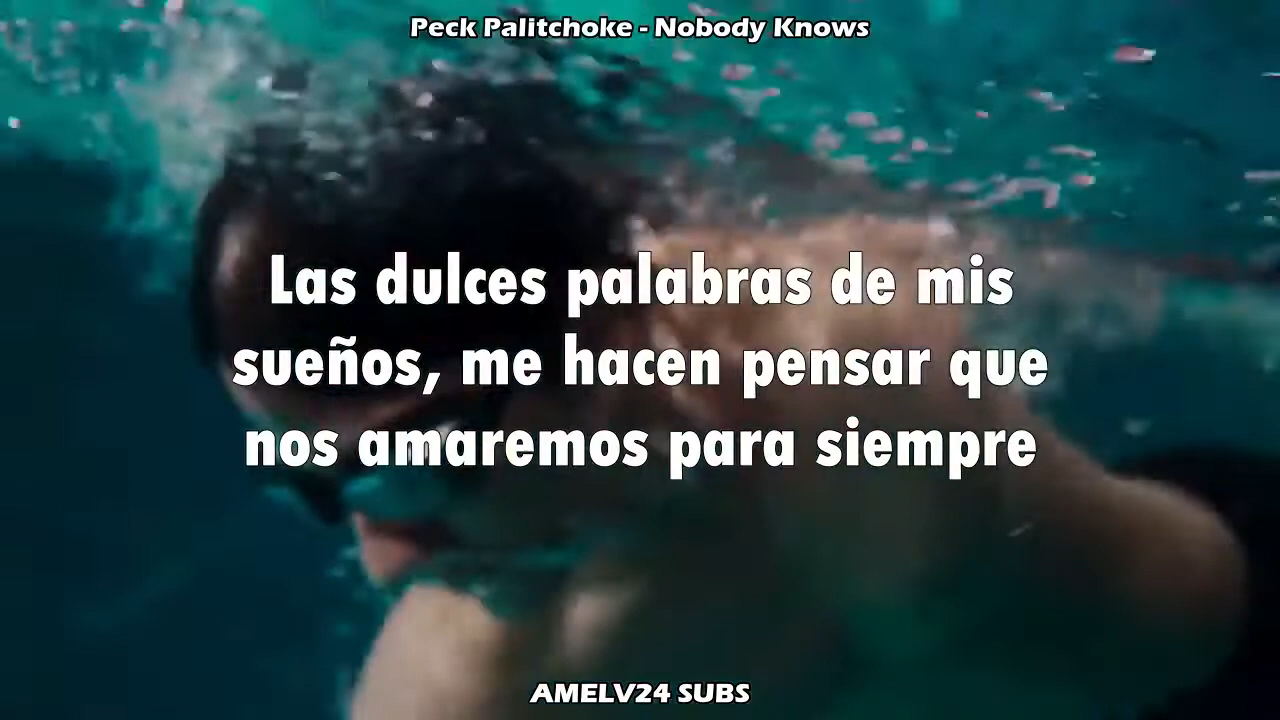 Peck Palitchoke - Nobody Knows
Las dulces palabras de mis
sueños, me hacen pensar que
nos amaremos para siempre
AMELV24 SUBS